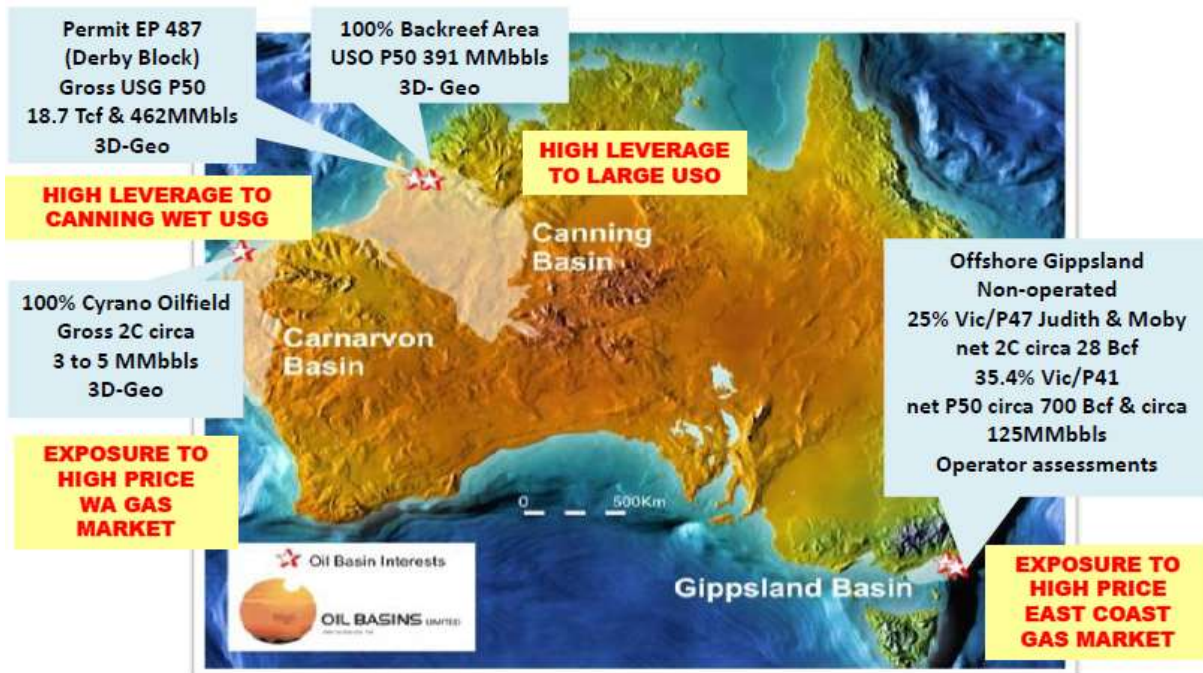 Permit EP 487
(Derby Block)
Gross USG P50
18.7 Tcf & 462MMbls
3D-Geo
100% Backreef Area
USO P50 391 MMbbls
3D- Geo
HIGH LEVERAGE TO
CANNING WET USG
HIGH LEVERAGE
TO LARGE USO
Canning
Basin
100% Cyrano Oilfield
Gross 2C circa
3 to 5 MMbbls
3D-Geo
Carnarvon
Basin
Offshore Gippsland
Non-operated
25% Vic/P47 Judith & Moby
net 2C circa 28 Bcf
35.4% Vic/P41
net P50 circa 700 Bcf & circa
125MMbbls
Operator assessments
EXPOSURE TO
HIGH PRICE
WA GAS
MARKET
0 500Km
Oil Basin Interests
OIL BASINS LIMITED
Gippsland Basin
EXPOSURE TO
HIGH PRICE
EAST COAST
GAS MARKET